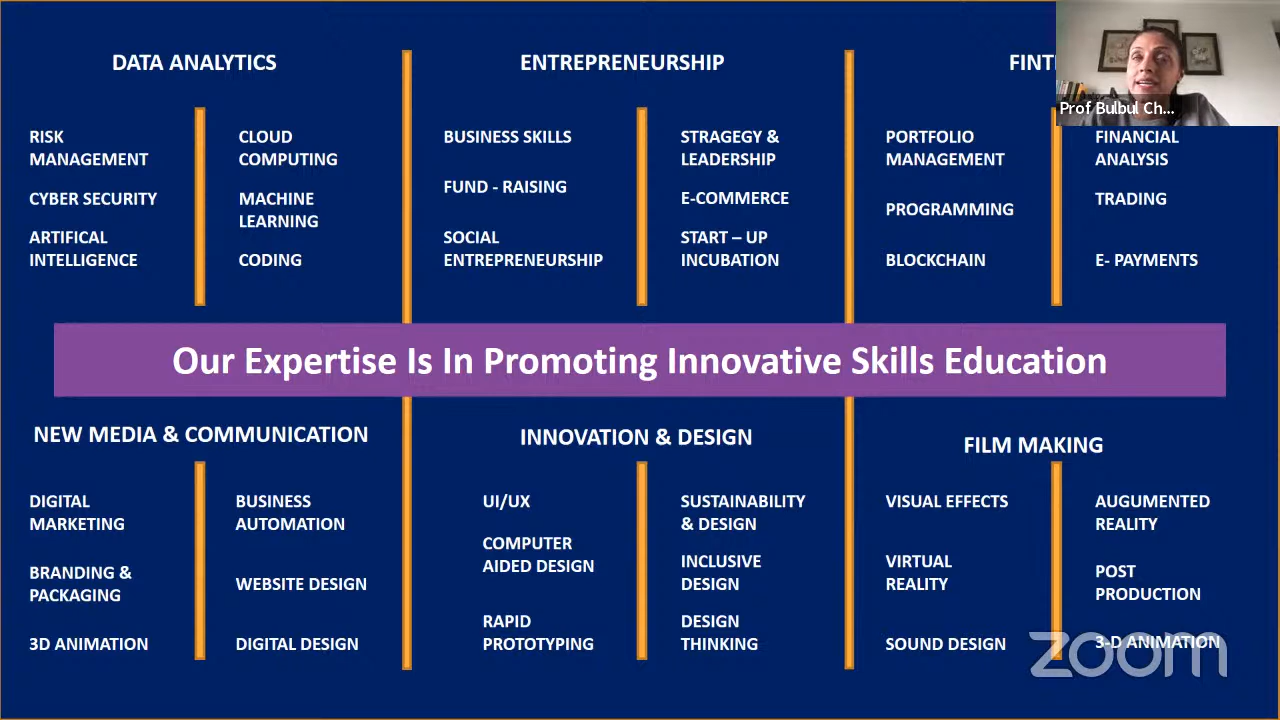 DATA ANALYTICS
RISK
MANAGEMENT
CYBER SECURITY
ARTIFICAL
INTELLIGENCE
CLOUD
COMPUTING
MACHINE
LEARNING
CODING
ENTREPRENEURSHIP
BUSINESS SKILLS
FUND - RAISING
SOCIAL
ENTREPRENEURSHIP
STRAGEGY &
LEADERSHIP
E-COMMERCE
START – UP
INCUBATION
FINT
PORTFOLIO
MANAGEMENT
PROGRAMMING
BLOCKCHAIN
FINANCIAL
ANALYSIS
TRADING
E- PAYMENTS
Prof Bulbul Ch...
Our Expertise Is In Promoting Innovative Skills Education
NEW MEDIA & COMMUNICATION
DIGITAL
MARKETING
BRANDING &
PACKAGING
3D ANIMATION
BUSINESS
AUTOMATION
WEBSITE DESIGN
DIGITAL DESIGN
INNOVATION & DESIGN
UI/UX
COMPUTER
AIDED DESIGN
RAPID
PROTOTYPING
SUSTAINABILITY
& DESIGN
INCLUSIVE
DESIGN
DESIGN
THINKING
FILM MAKING
VISUAL EFFECTS
VIRTUAL
REALITY
SOUND DESIGN
AUGUMENTED
REALITY
POST
PRODUCTION
3-D ANIMATION
zoom